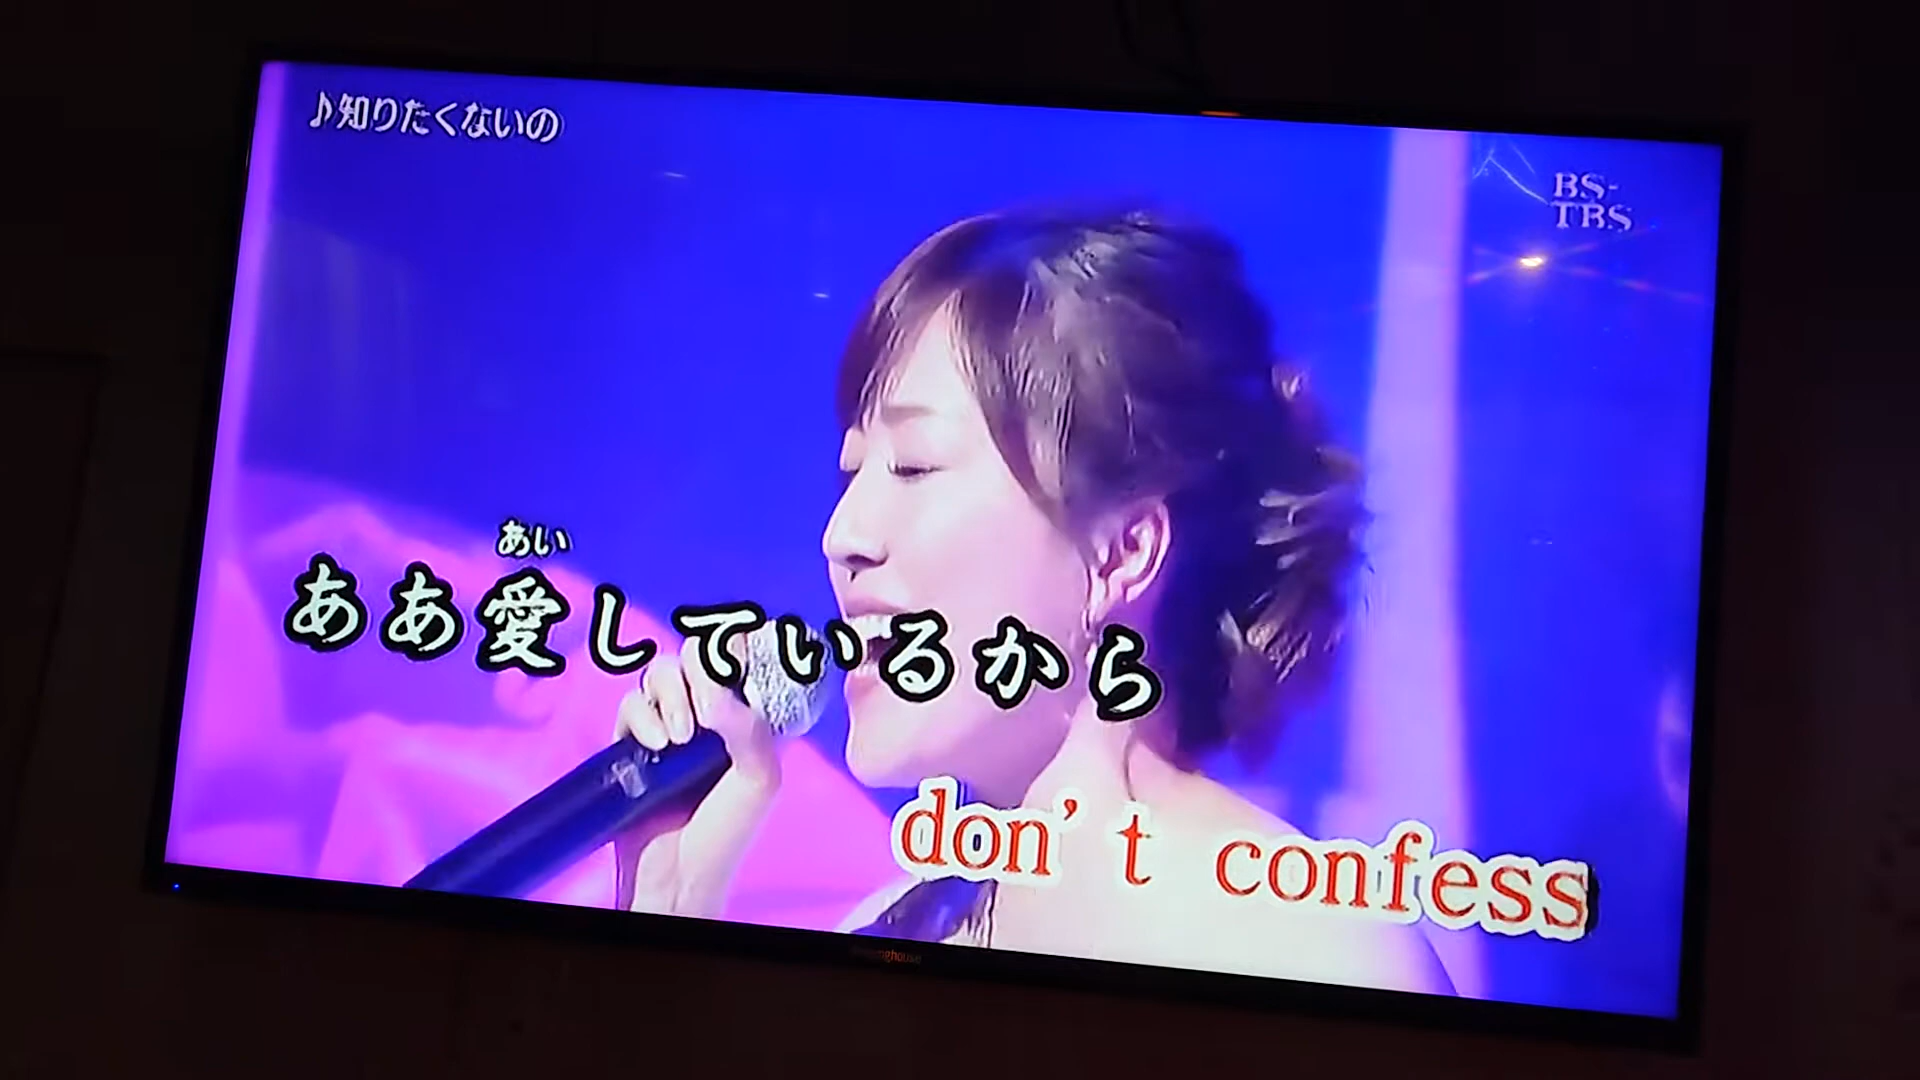 ♪知りたくないの
BS-
TBS
あい
ああ愛しているから
don't confess